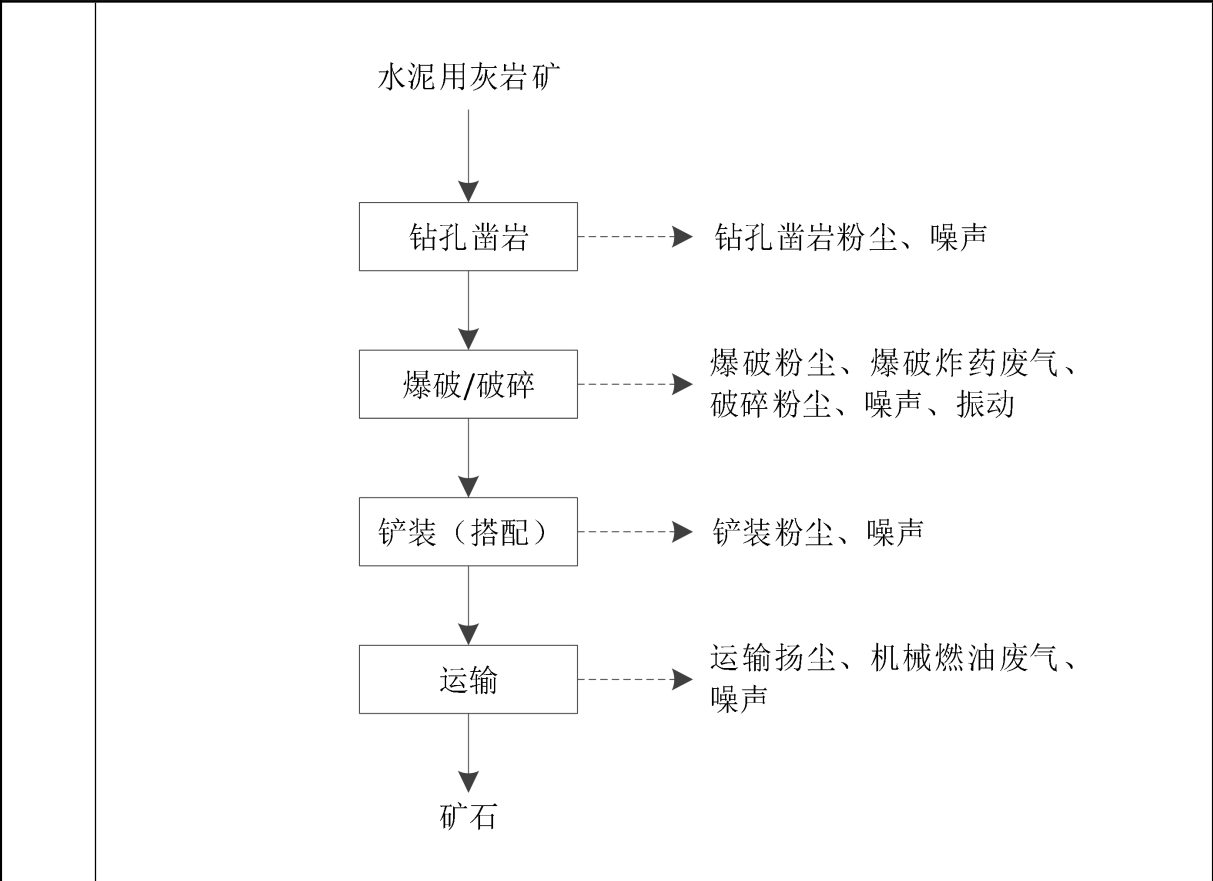 水泥用灰岩矿
钻孔凿岩
钻孔凿岩粉尘、噪声
爆破/破碎
爆破粉尘、爆破炸药废气、
破碎粉尘、噪声、振动
铲装（搭配）
铲装粉尘、噪声
运输
运输扬尘、机械燃油废气、
噪声
矿石